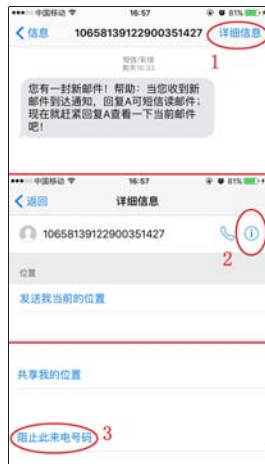 中国移动 16:57 81%
信息 10658139122900351427 详细信息
1
短信/彩信
前天16:33
您有一封新邮件！帮助：当您收到新
邮件到达通知，回复A可短信读邮件；
现在就赶紧回复A查看一下当前邮件
吧！
中国移动 16:57 81%
返回 详细信息
10658139122900351427
2
位置
发送我当前的位置
共享我的位置
阻止此来电号码 3